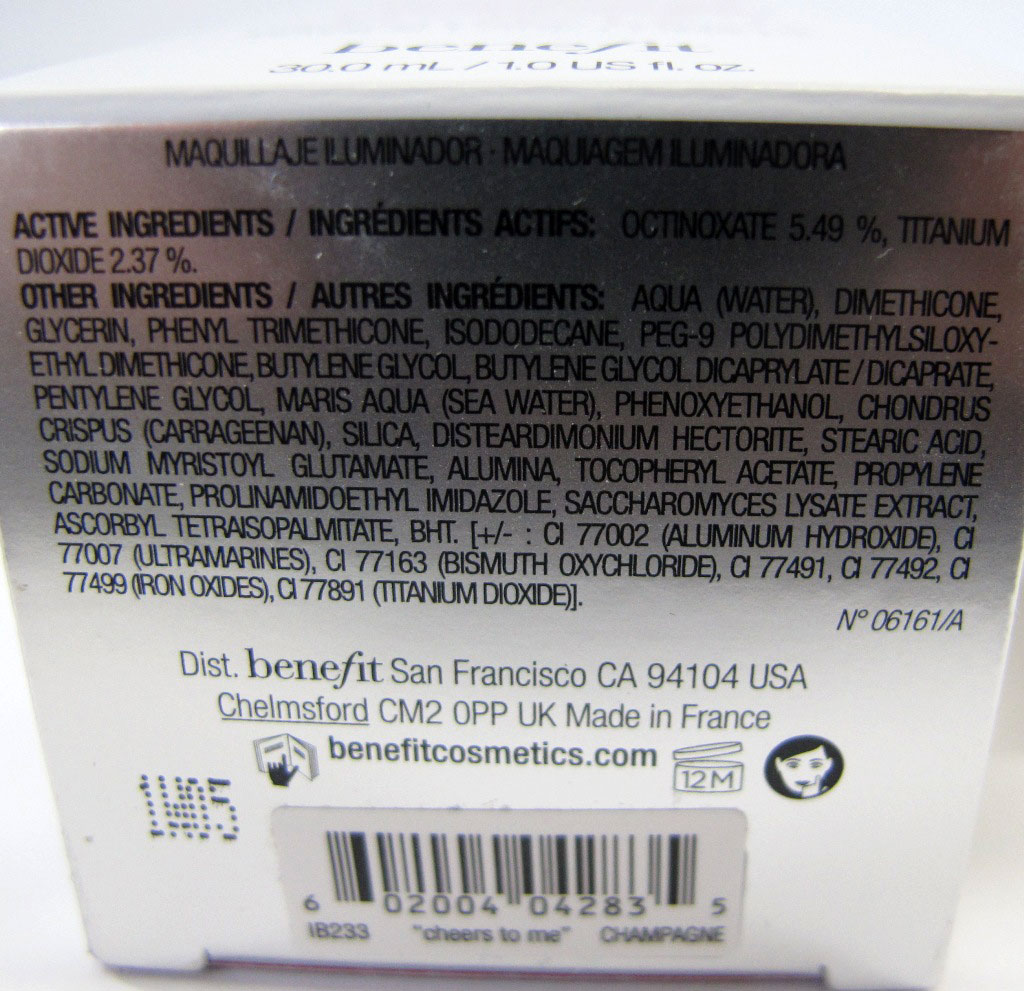 benefit
30.0 mL / 1.0 US fl. oz.
MAQUILLAJE ILUMINADOR · MAQUIAGEM ILUMINADORA
ACTIVE INGREDIENTS / INGRÉDIENTS ACTIFS: OCTINOXATE 5.49 %, TITANIUM
DIOXIDE 2.37 %.
OTHER INGREDIENTS / AUTRES INGRÉDIENTS: AQUA (WATER), DIMETHICONE,
GLYCERIN, PHENYL TRIMETHICONE, ISODODECANE, PEG-9 POLYDIMETHYLSILOXY-
ETHYL DIMETHICONE, BUTYLENE GLYCOL, BUTYLENE GLYCOL DICAPRYLATE / DICAPRATE,
PENTYLENE GLYCOL, MARIS AQUA (SEA WATER), PHENOXYETHANOL, CHONDRUS
CRISPUS (CARRAGEENAN), SILICA, DISTEARDIMONIUM HECTORITE, STEARIC ACID,
SODIUM MYRISTOYL GLUTAMATE, ALUMINA, TOCOPHERYL ACETATE, PROPYLENE
CARBONATE, PROLINAMIDOETHYL IMIDAZOLE, SACCHAROMYCES LYSATE EXTRACT,
ASCORBYL TETRAISOPALMITATE, BHT. [+/- : CI 77002 (ALUMINUM HYDROXIDE), CI
77007 (ULTRAMARINES), CI 77163 (BISMUTH OXYCHLORIDE), CI 77491, CI 77492, CI
77499 (IRON OXIDES), CI 77891 (TITANIUM DIOXIDE)].
N° 06161/A
Dist. benefit San Francisco CA 94104 USA
Chelmsford CM2 0PP UK Made in France
benefitcosmetics.com
12M
6 02004 04283 5
IB233 "cheers to me" CHAMPAGNE